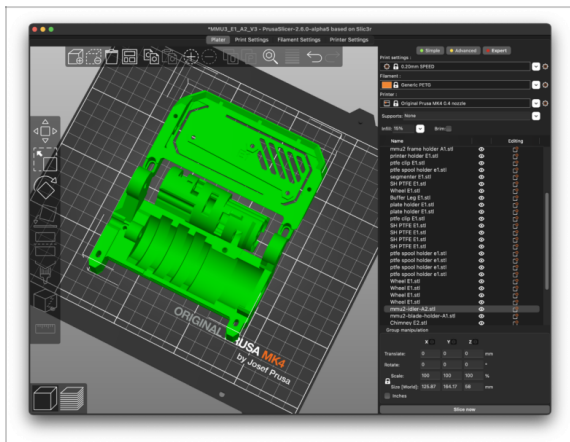 *MMU3_E1_A2_V3 - PrusaSlicer-2.6.0-alpha6 based on Slic3r
Plater Print Settings Filament Settings Printer Settings
Simple Advanced Expert
Print settings :
0.20mm SPEED
Filament :
Generic PETG
Printer :
Original Prusa MK4 0.4 nozzle
Supports: None
Infill: 15% Brim:
Name Editing
mmu2 frame holder A1.stl
printer holder E1.stl
ptfe clip E1.stl
ptfe spool holder e1.stl
segmenter E1.stl
SH PTFE E1.stl
Wheel E1.stl
Buffer Leg E1.stl
plate holder E1.stl
plate holder E1.stl
ptfe clip E1.stl
SH PTFE E1.stl
SH PTFE E1.stl
SH PTFE E1.stl
SH PTFE E1.stl
ptfe spool holder e1.stl
ptfe spool holder e1.stl
ptfe spool holder e1.stl
ptfe spool holder e1.stl
Wheel E1.stl
Wheel E1.stl
Wheel E1.stl
Wheel E1.stl
mmu2-idler-A2.stl
mmu2-blade-holder-A1.stl
Chimney E2.stl
Group manipulation
X Y Z
Translate: 0 0 0 mm
Rotate: 0 0 0 °
Scale: 100 100 100 %
Size [World]: 125.87 164.17 58 mm
Inches
Slice now
ORIGINAL PRUSA MK4
by Josef Prusa